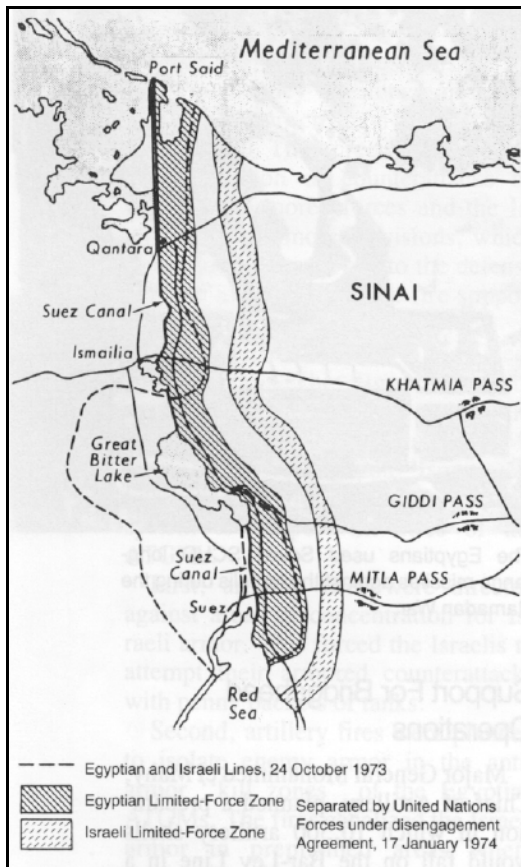 Mediterranean Sea
Port Said
Qantara
SINAI
Suez Canal
Ismailia
KHATMIA PASS
Great
Bitter
Lake
GIDDI PASS
Suez
Canal
MITLA PASS
Suez
Red
Sea
Egyptian and Israeli Lines, 24 October 1973
Egyptian Limited-Force Zone
Israeli Limited-Force Zone
Separated by United Nations
Forces under disengagement
Agreement, 17 January 1974